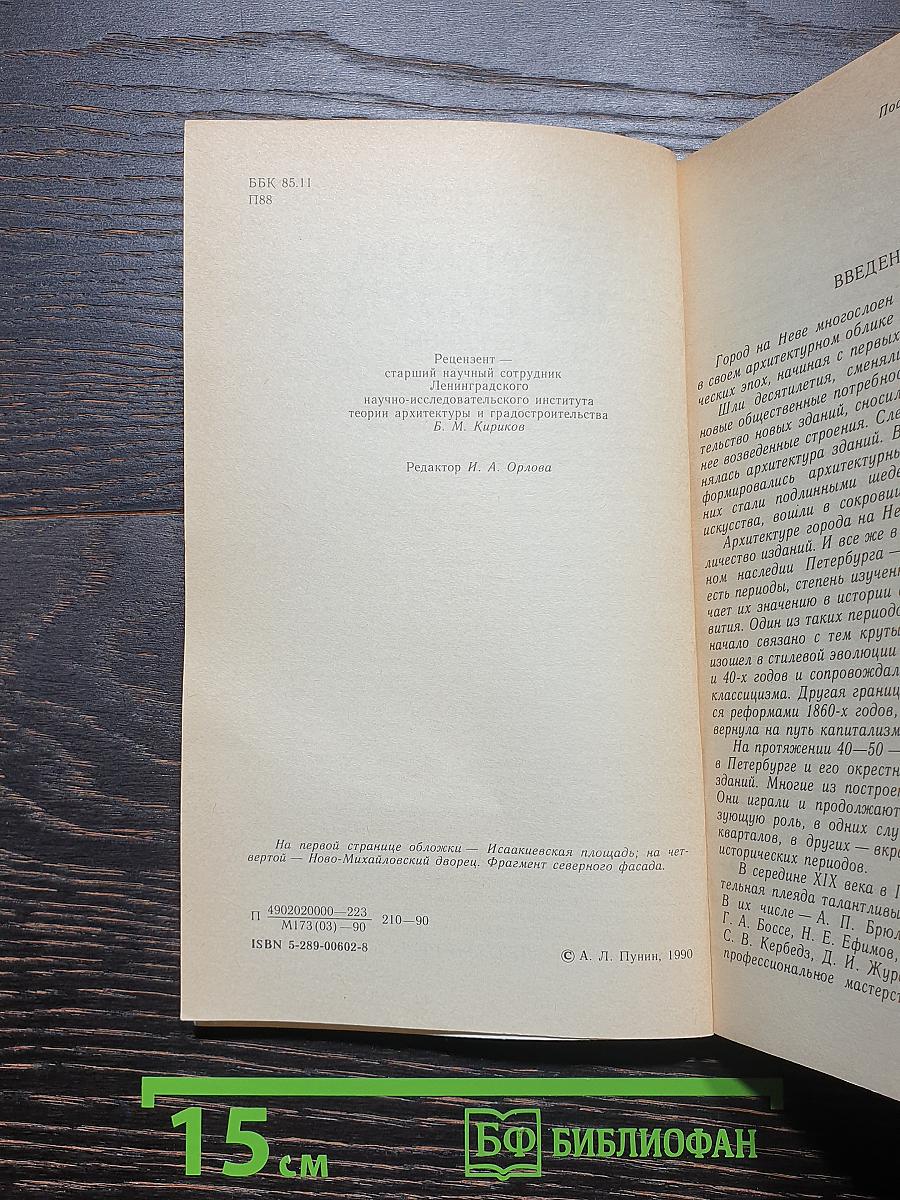 ББК 85.11
П88
Рецензент —
старший научный сотрудник
Ленинградского
научно-исследовательского института
теории архитектуры и градостроительства
Б. М. Кириков
Редактор И. А. Орлова
На первой странице обложки — Исаакиевская площадь; на чет-
вертой — Ново-Михайловский дворец. Фрагмент северного фасада.
П 4902020000—223 210—90
М173(03)—90
ISBN 5-289-00602-8
© А. Л. Пунин, 1990
Город на Неве многослоен
в своем архитектурном облике
ческих эпох, начиная с первых
Шли десятилетия, сменяли
новые общественные потребнос
тельство новых зданий, сносил
нее возведенные строения. Сле
нялась архитектура зданий. В
формировались архитектурны
них стали подлинными шеде
искусства, вошли в сокровищ
Архитектуре города на Не
личество изданий. И все же в
ном наследии Петербурга —
есть периоды, степень изучен
чает их значению в истории
вития. Один из таких периодо
начало связано с тем круты
изошел в стилевой эволюции
и 40-х годов и сопровождал
классицизма. Другая границ
ся реформами 1860-х годов,
вернула на путь капитализм
На протяжении 40—50 —
в Петербурге и его окрестн
зданий. Многие из построен
Они играли и продолжают
зующую роль, в одних слу
кварталов, в других — вкра
исторических периодов.
В середине XIX века в П
тельная плеяда талантливы
В их числе — А. П. Брюл
Г. А. Боссе, Н. Е. Ефимов,
С. В. Кербедз, Д. И. Жур
профессиональное мастерст
15 см
БФ БИБЛИОФАН